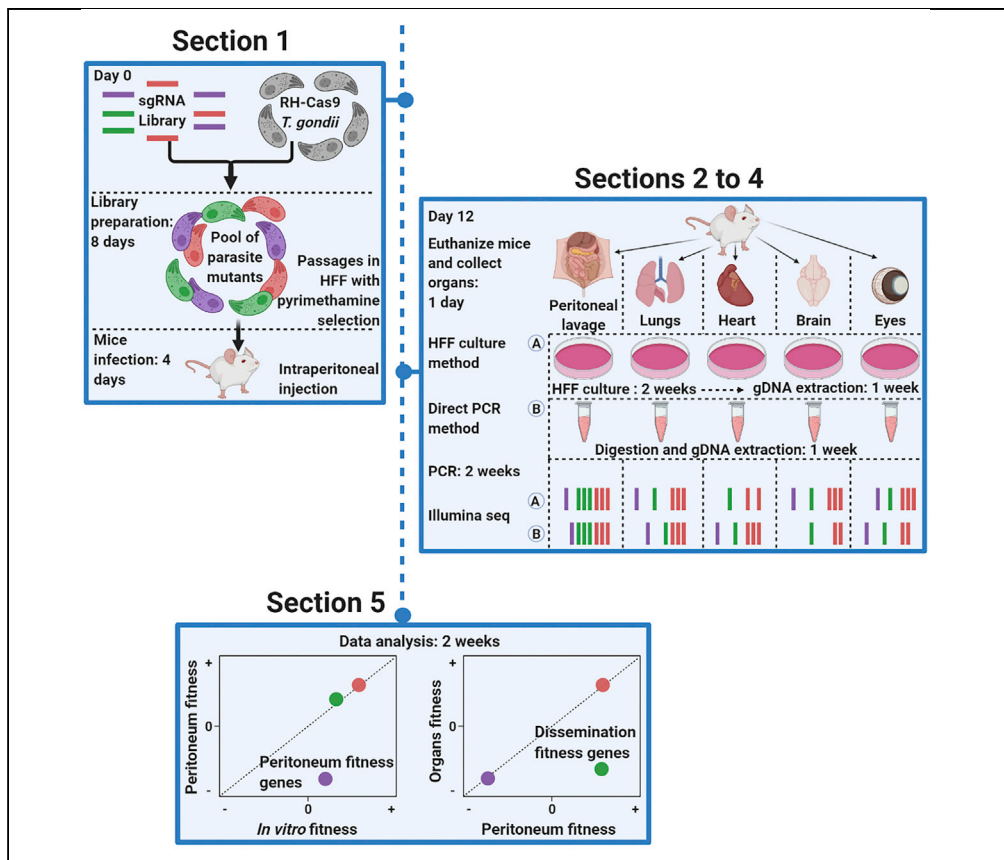 Section 1
Day 0
sgRNA
Library
RH-Cas9
T. gondii
Library
preparation:
8 days
Pool of
parasite
mutants
Passages in
HFF with
pyrimethamine
selection
Mice
infection: 4
days
Intraperitoneal
injection
Sections 2 to 4
Day 12
Euthanize mice
and collect
organs:
1 day
Peritoneal
lavage
Lungs
Heart
Brain
Eyes
HFF culture
method
A
HFF culture : 2 weeks
gDNA extraction: 1 week
Direct PCR
method
B
Digestion and gDNA extraction: 1 week
PCR: 2 weeks
Illumina seq
A
B
Section 5
Data analysis: 2 weeks
Peritoneum fitness
+
0
-
Peritoneum fitness
genes
-
0
+
In vitro fitness
Organs fitness
+
0
-
Dissemination
fitness genes
-
0
+
Peritoneum fitness